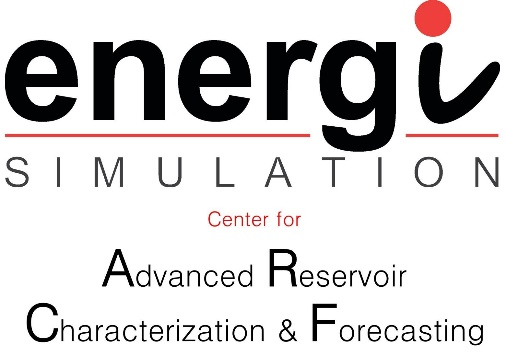 energi
SIMULATION
Center for
Advanced Reservoir
Characterization & Forecasting